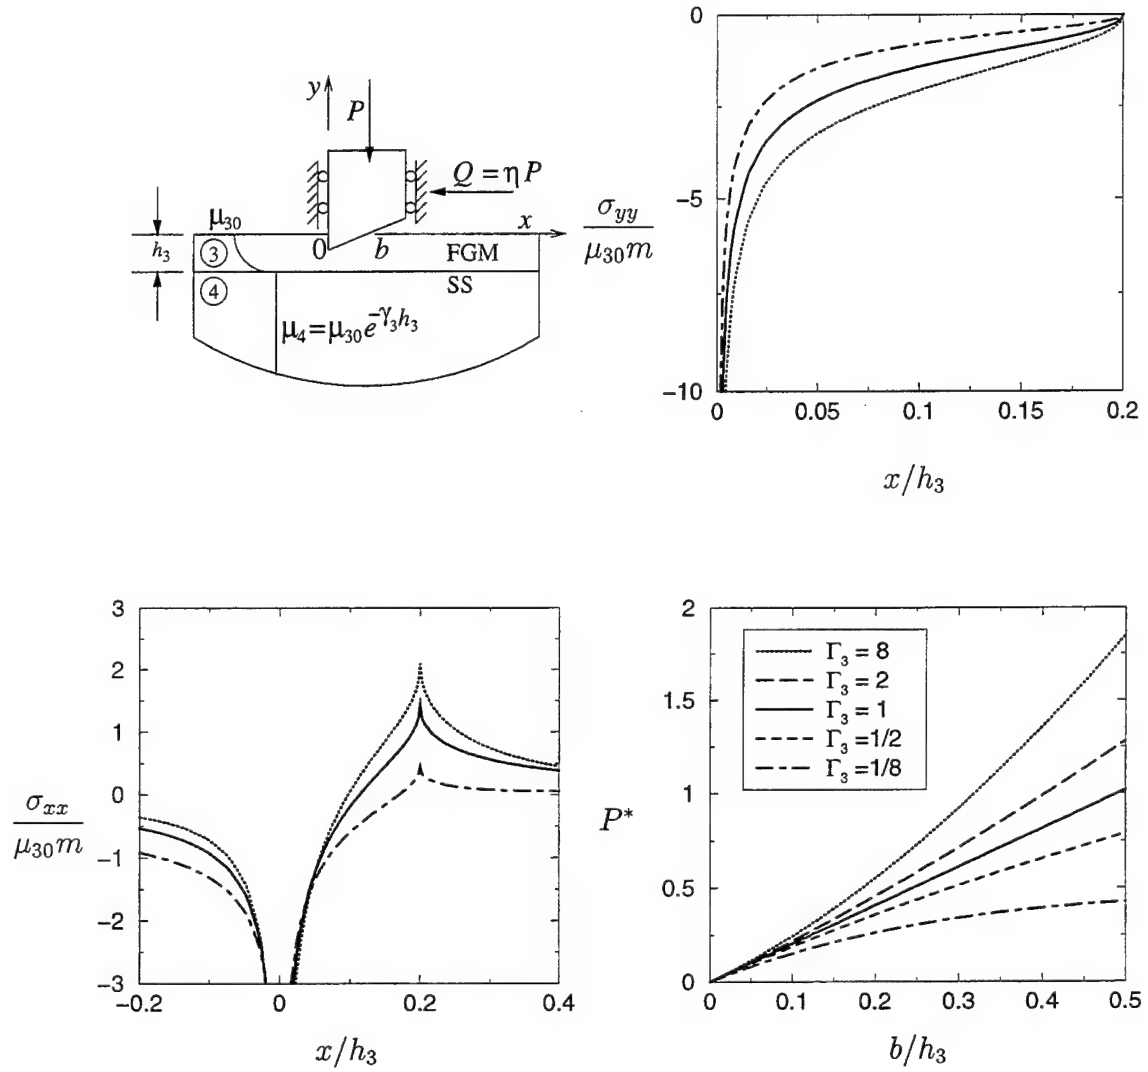 y
P
Q = η P
μ₃₀
x
h₃
③
0
b
FGM
④
SS
μ₄ = μ₃₀e^{-γ₃h₃}
σyy
μ₃₀m
0
−5
−10
0
0.05
0.1
0.15
0.2
x/h₃
σxx
μ₃₀m
3
2
1
0
−1
−2
−3
−0.2
0
0.2
0.4
x/h₃
P*
2
1.5
1
0.5
0
Γ₃ = 8
Γ₃ = 2
Γ₃ = 1
Γ₃ =1/2
Γ₃ =1/8
0
0.1
0.2
0.3
0.4
0.5
b/h₃